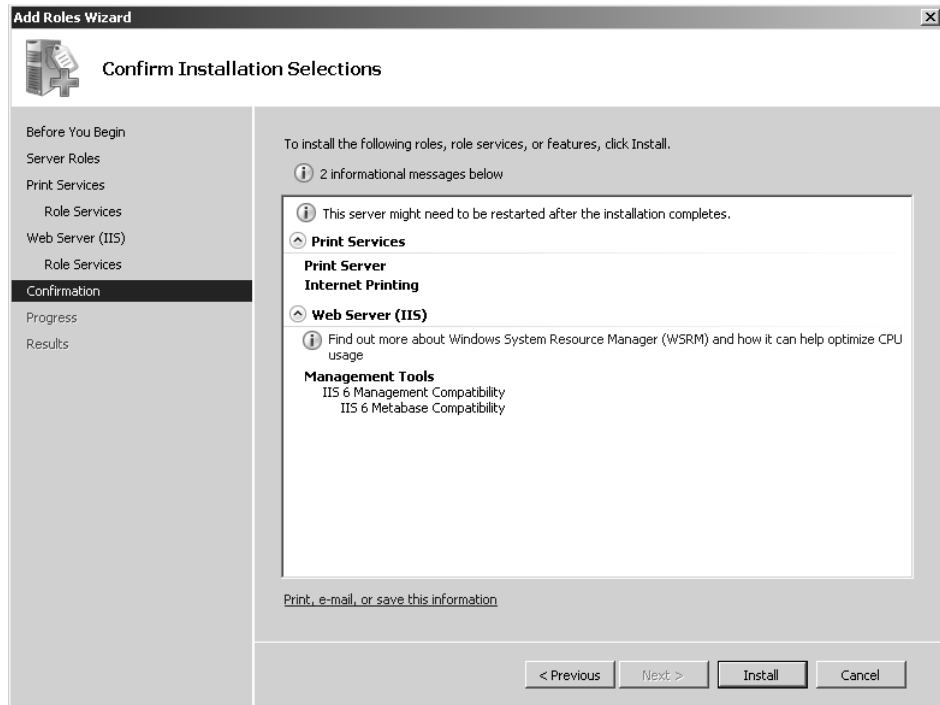 Add Roles Wizard
Confirm Installation Selections
Before You Begin
Server Roles
Print Services
Role Services
Web Server (IIS)
Role Services
Confirmation
Progress
Results
To install the following roles, role services, or features, click Install.
2 informational messages below
This server might need to be restarted after the installation completes.
Print Services
Print Server
Internet Printing
Web Server (IIS)
Find out more about Windows System Resource Manager (WSRM) and how it can help optimize CPU
usage
Management Tools
IIS 6 Management Compatibility
IIS 6 Metabase Compatibility
Print, e-mail, or save this information
< Previous
Next >
Install
Cancel